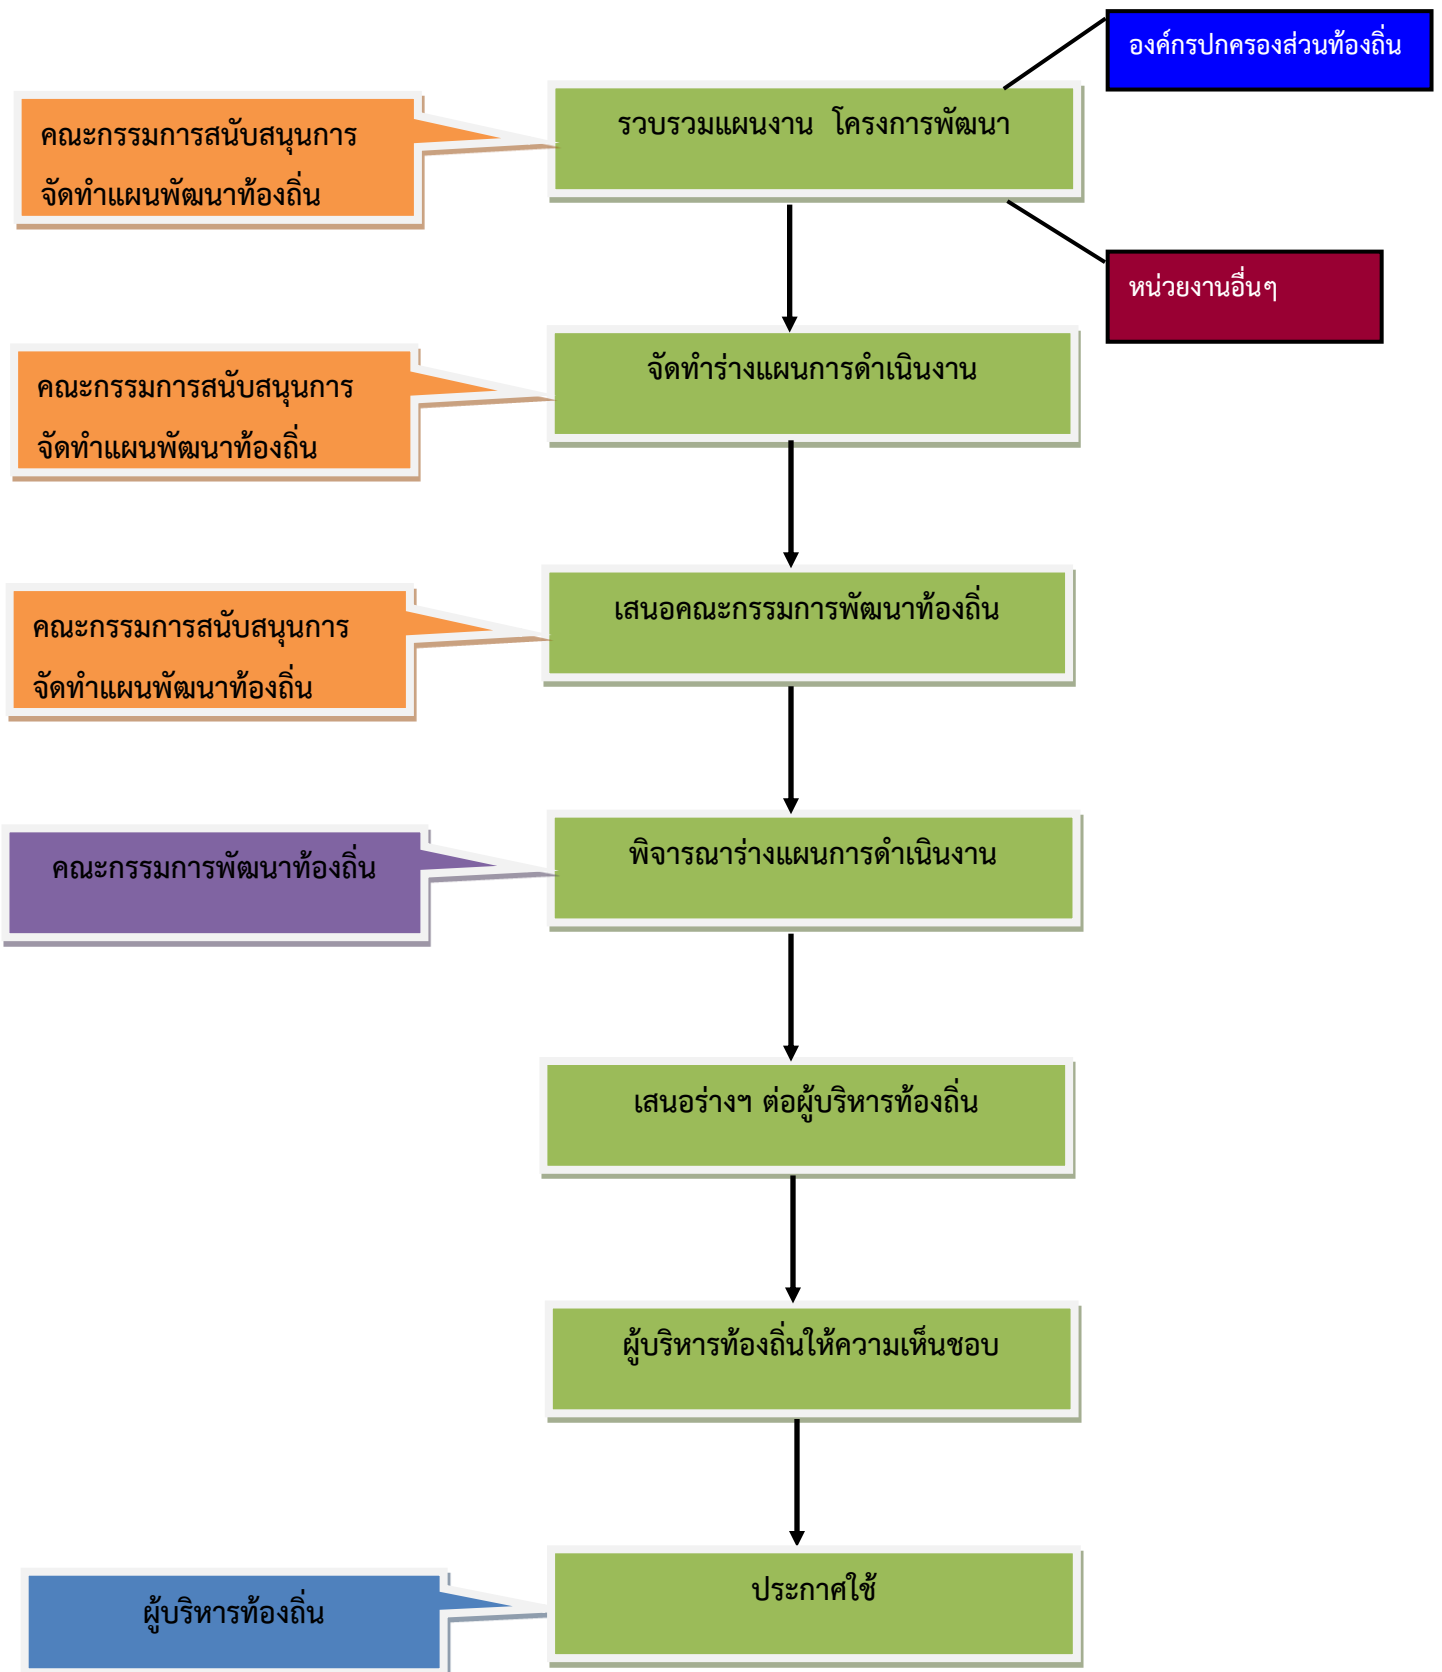 องค์กรปกครองส่วนท้องถิ่น
รวบรวมแผนงาน โครงการพัฒนา
คณะกรรมการสนับสนุนการ
จัดทำแผนพัฒนาท้องถิ่น
หน่วยงานอื่นๆ
จัดทำร่างแผนการดำเนินงาน
คณะกรรมการสนับสนุนการ
จัดทำแผนพัฒนาท้องถิ่น
เสนอคณะกรรมการพัฒนาท้องถิ่น
คณะกรรมการสนับสนุนการ
จัดทำแผนพัฒนาท้องถิ่น
พิจารณาร่างแผนการดำเนินงาน
คณะกรรมการพัฒนาท้องถิ่น
เสนอร่างฯ ต่อผู้บริหารท้องถิ่น
ผู้บริหารท้องถิ่นให้ความเห็นชอบ
ประกาศใช้
ผู้บริหารท้องถิ่น